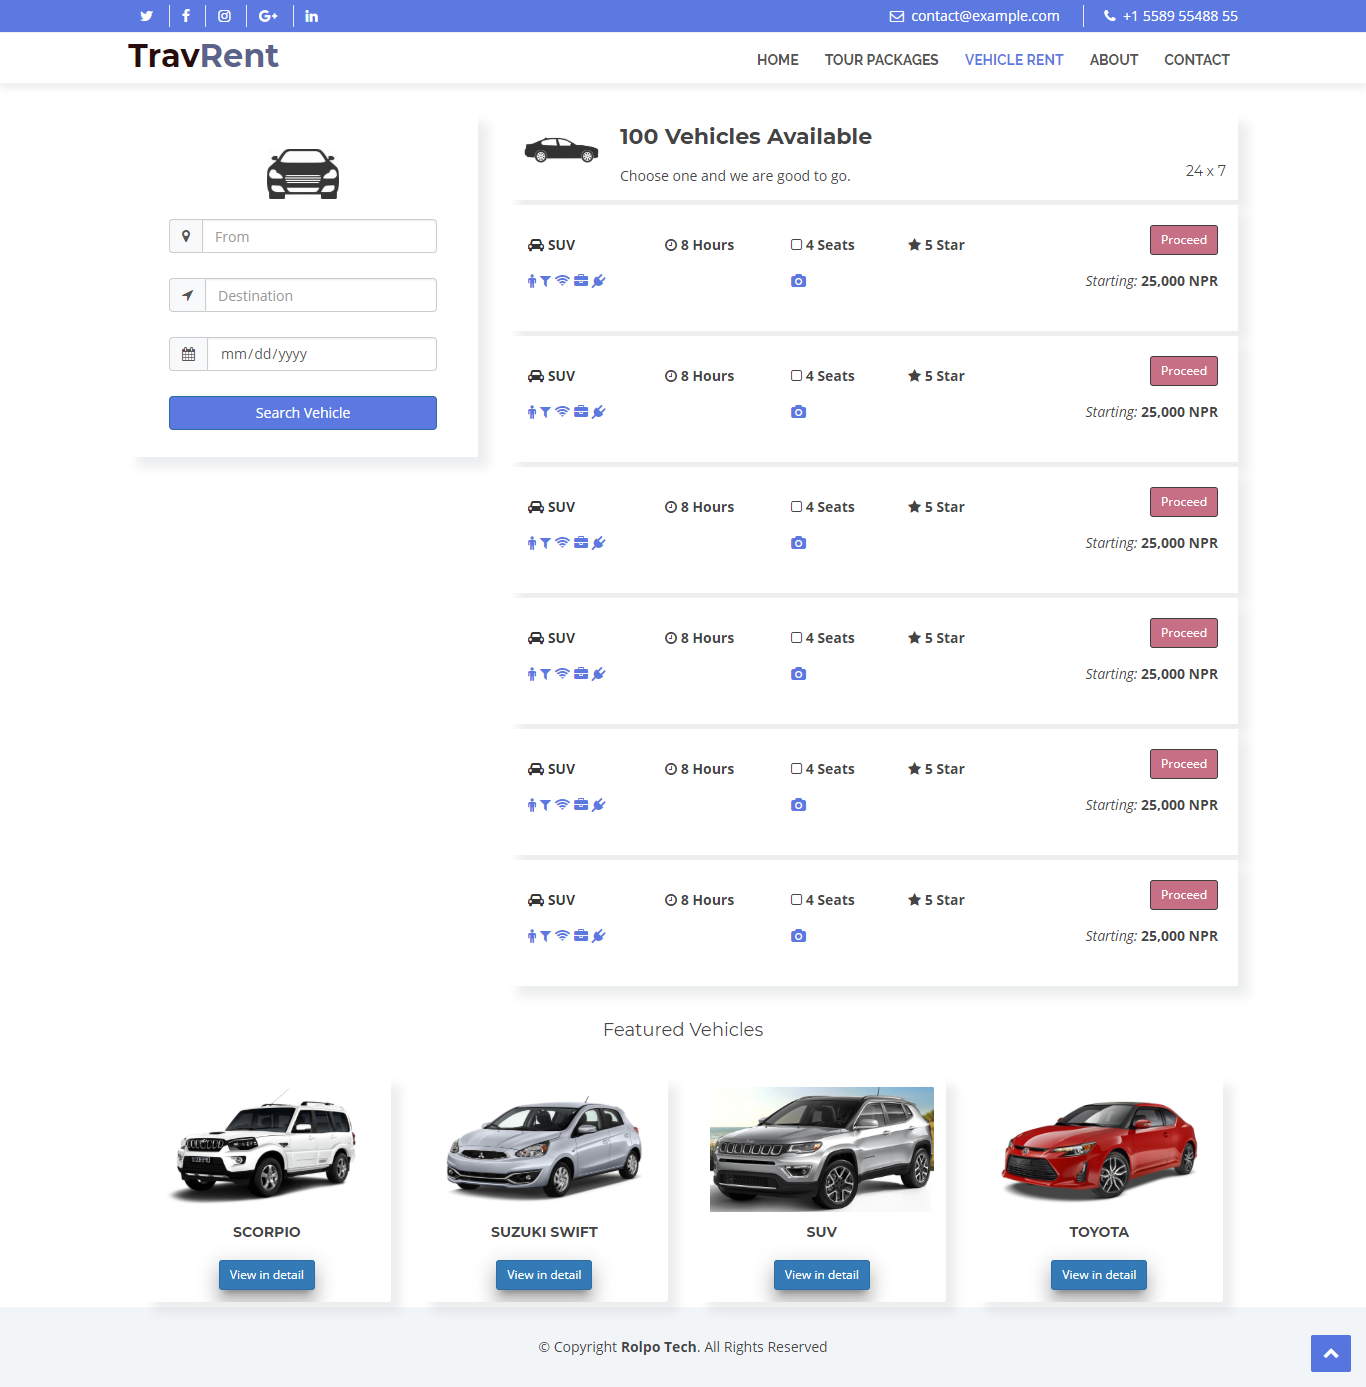 contact@example.com +1 5589 55488 55
TravRent
HOME TOUR PACKAGES VEHICLE RENT ABOUT CONTACT
From
Destination
mm/dd/yyyy
Search Vehicle
100 Vehicles Available
Choose one and we are good to go.
24 x 7
SUV 8 Hours 4 Seats 5 Star Proceed
Starting: 25,000 NPR
SUV 8 Hours 4 Seats 5 Star Proceed
Starting: 25,000 NPR
SUV 8 Hours 4 Seats 5 Star Proceed
Starting: 25,000 NPR
SUV 8 Hours 4 Seats 5 Star Proceed
Starting: 25,000 NPR
SUV 8 Hours 4 Seats 5 Star Proceed
Starting: 25,000 NPR
SUV 8 Hours 4 Seats 5 Star Proceed
Starting: 25,000 NPR
Featured Vehicles
SCORPIO SUZUKI SWIFT SUV TOYOTA
View in detail View in detail View in detail View in detail
© Copyright Rolpo Tech. All Rights Reserved